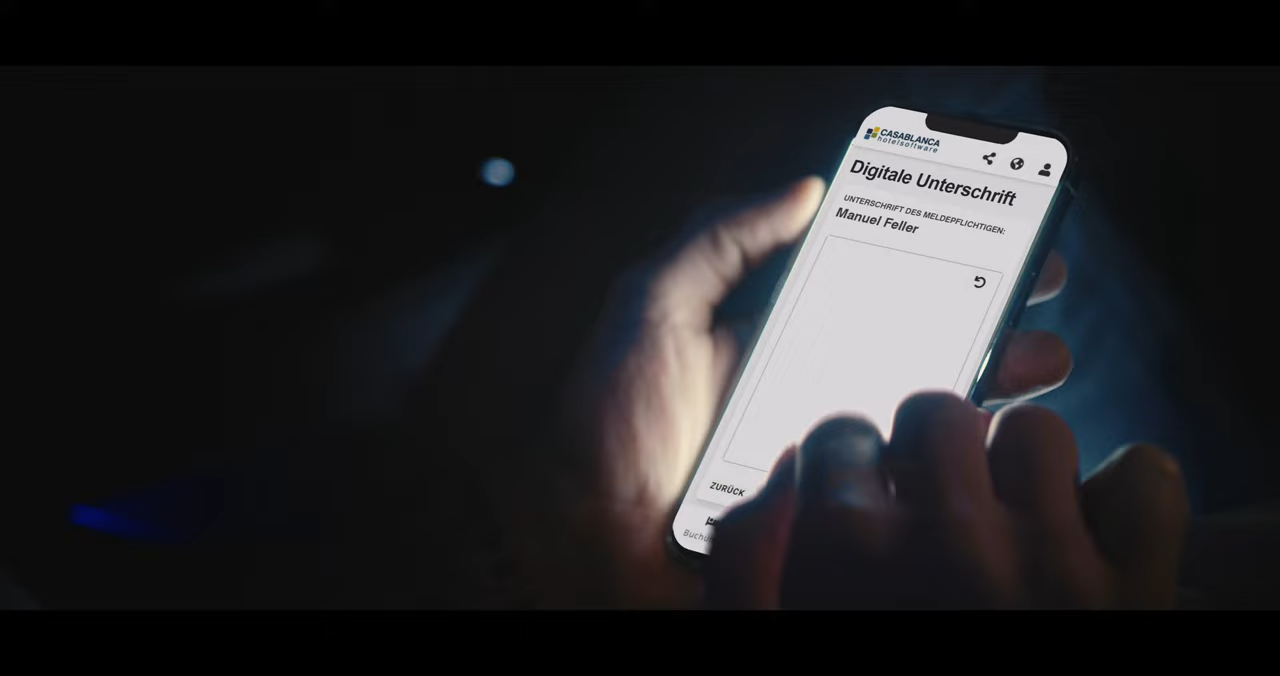 CASABLANCA
hotelsoftware
Digitale Unterschrift
UNTERSCHRIFT DES MELDEPFLICHTIGEN:
Manuel Feller
ZURÜCK